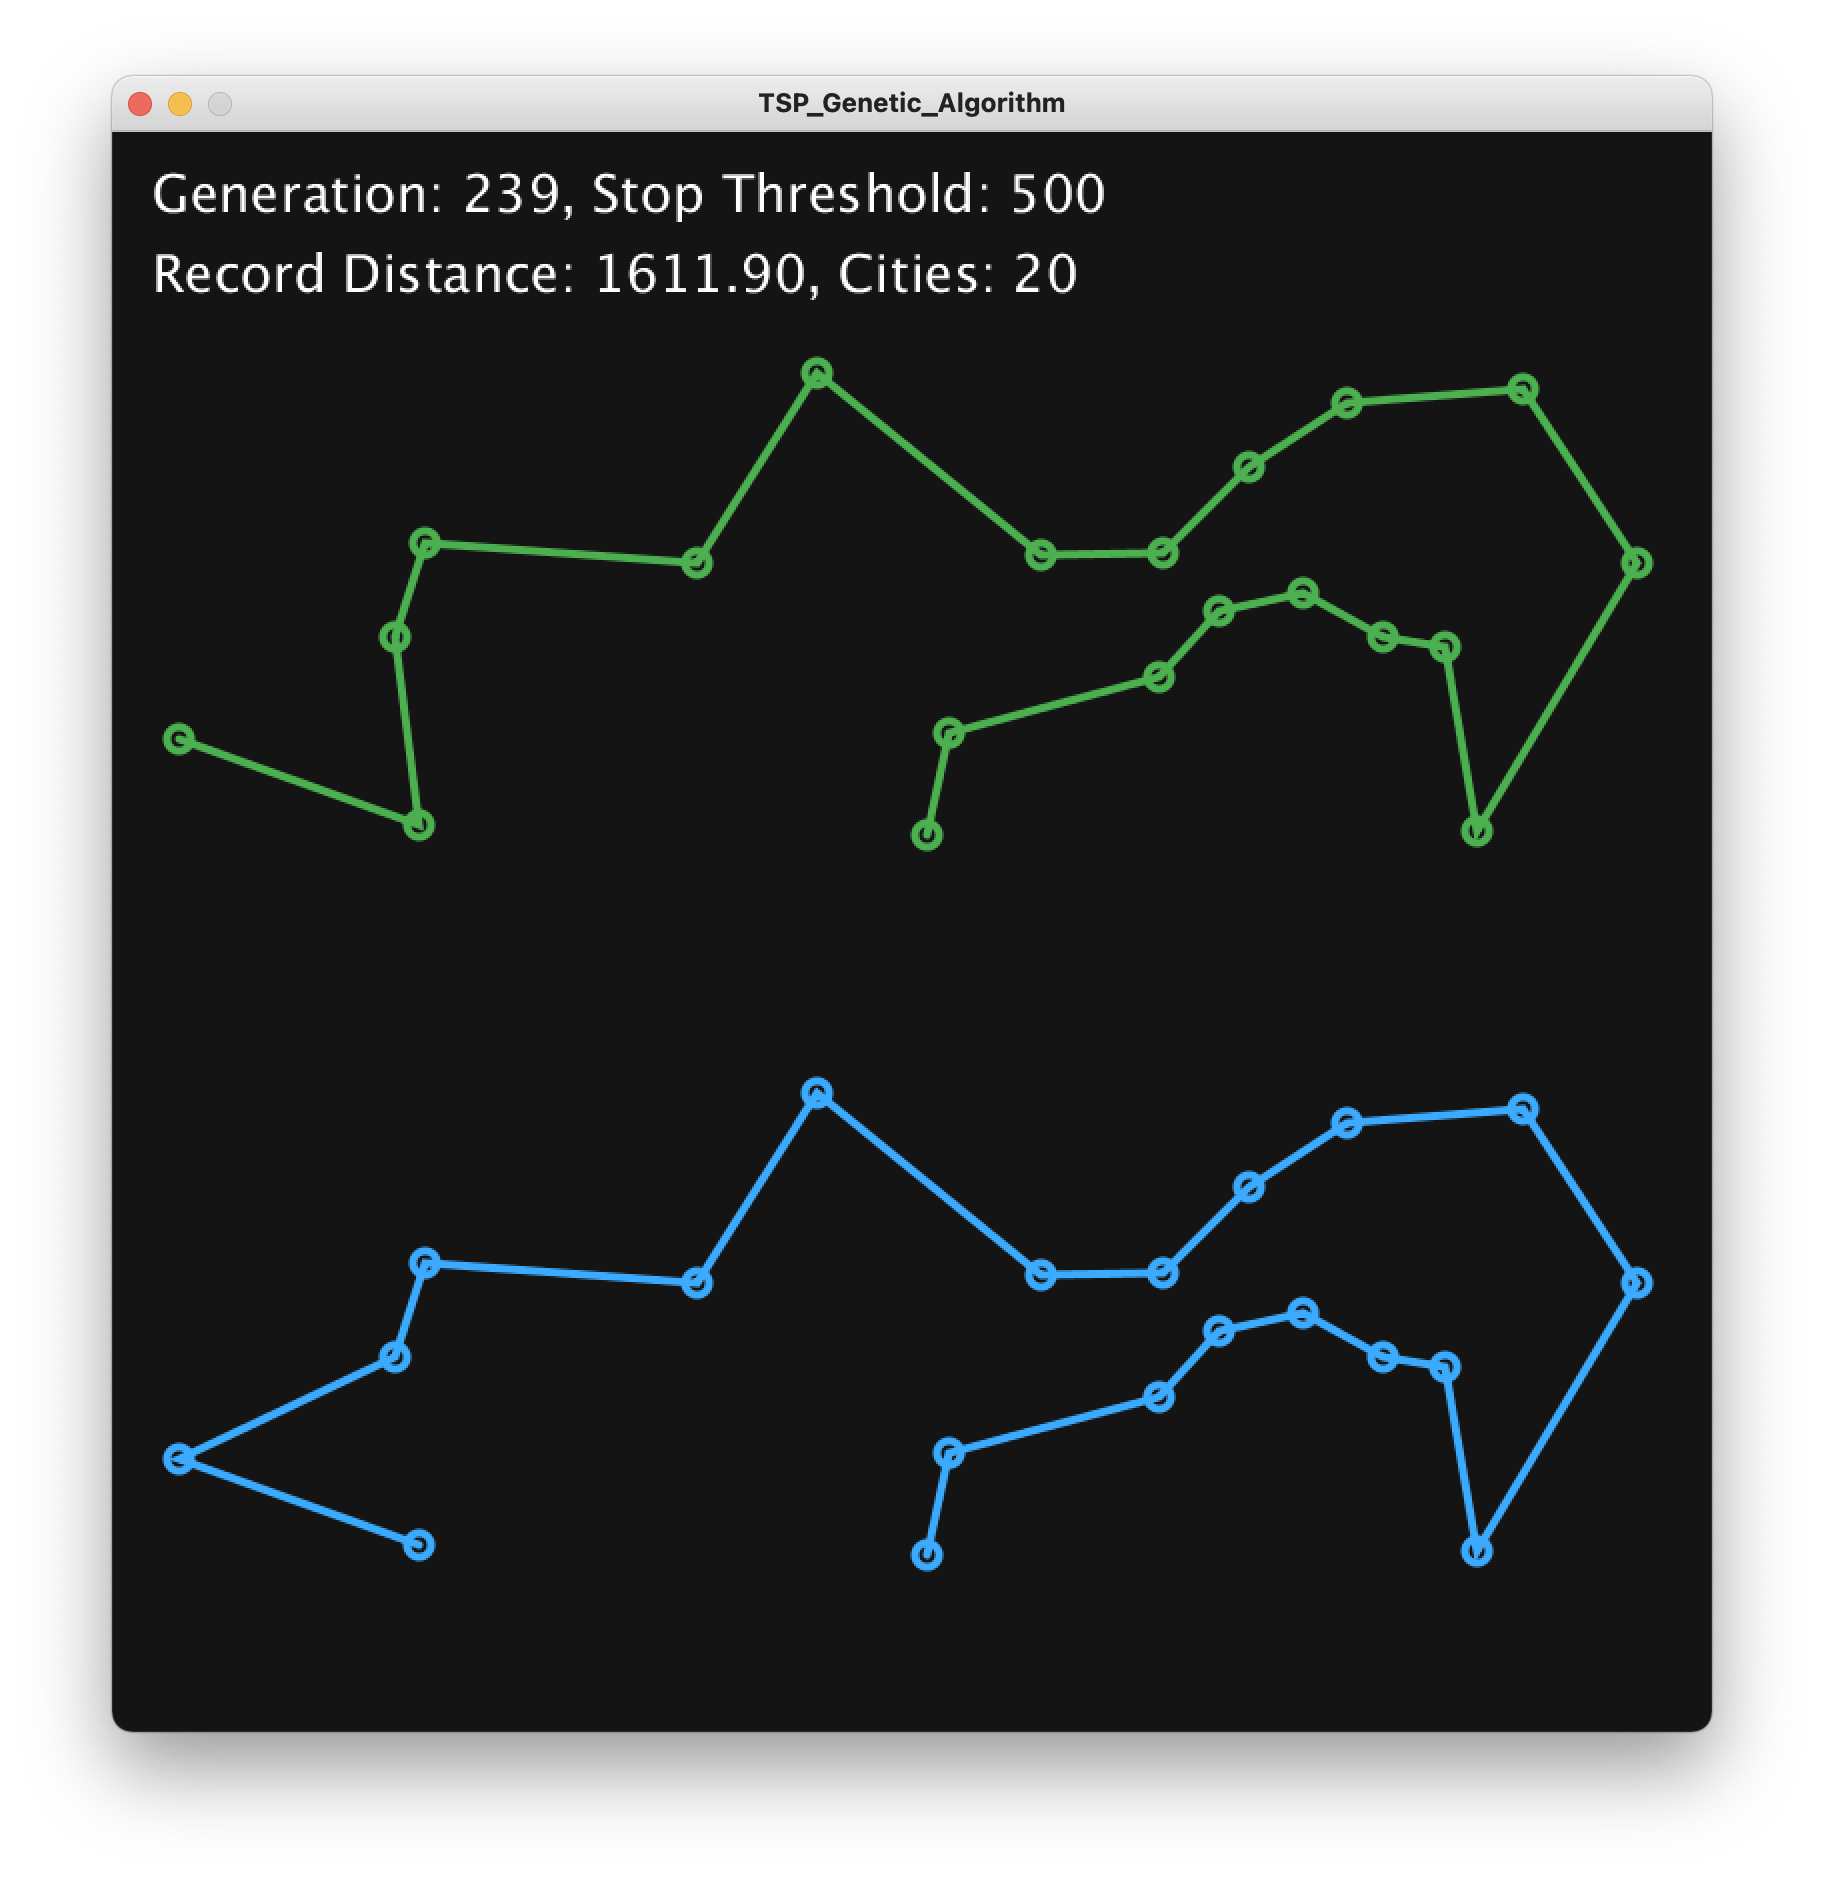 TSP_Genetic_Algorithm
Generation: 239, Stop Threshold: 500
Record Distance: 1611.90, Cities: 20